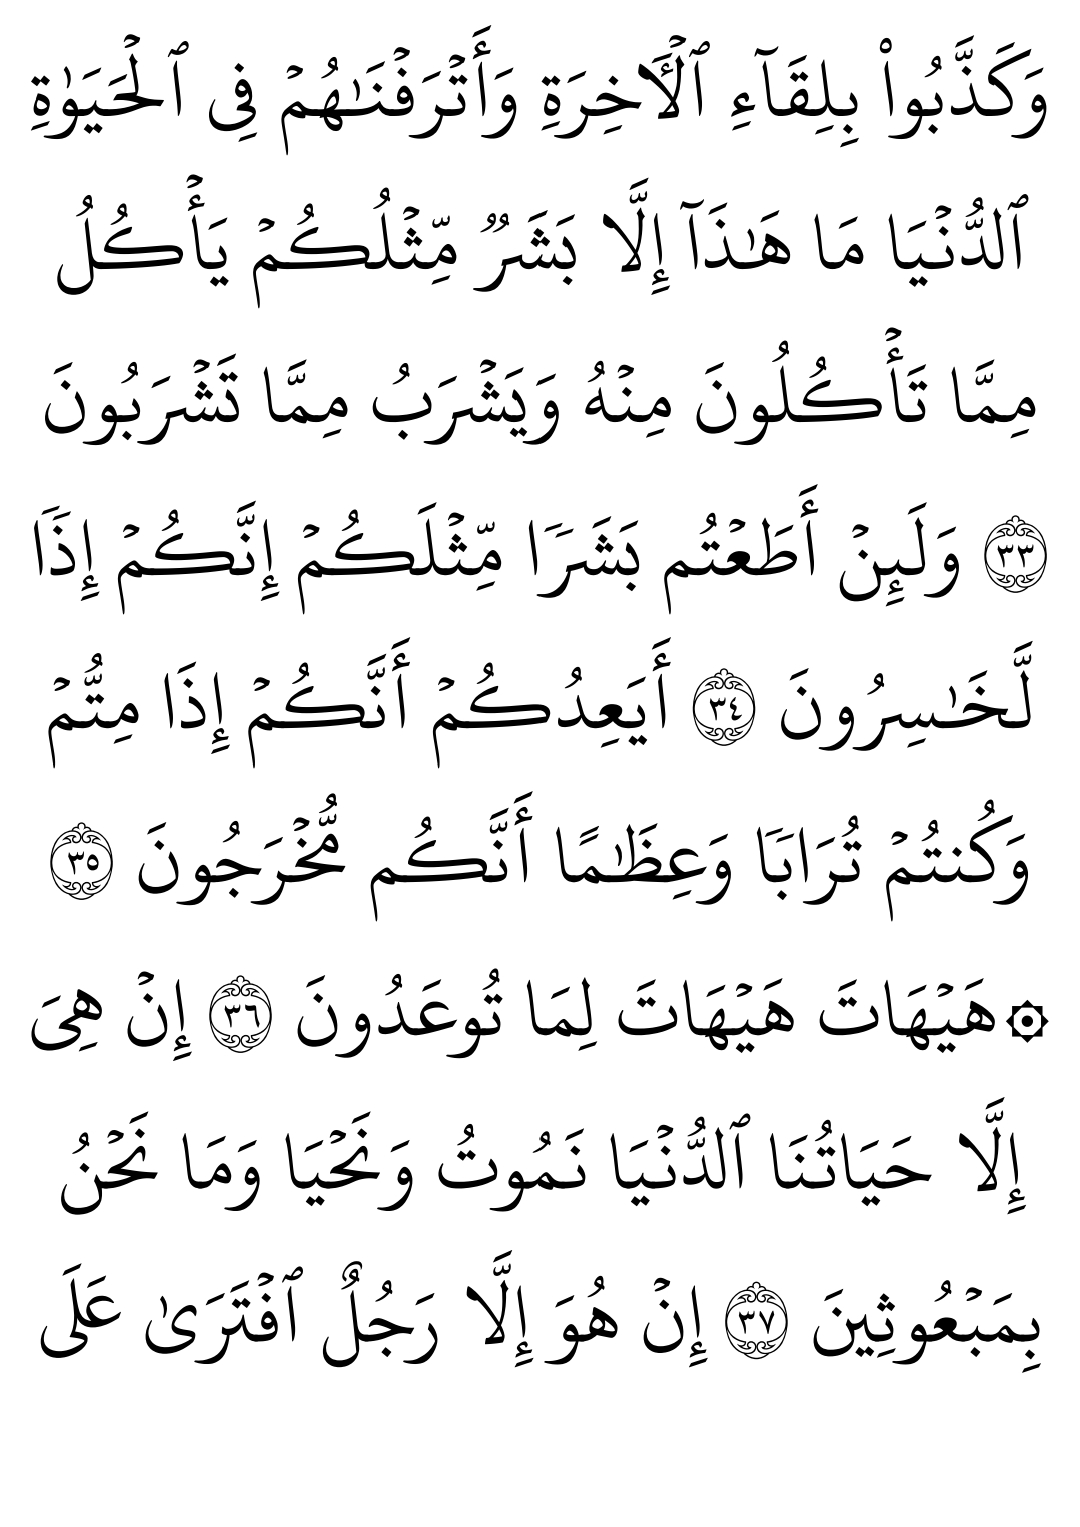 وَكَذَّبُوا۟ بِلِقَآءِ ٱلْـَٔاخِرَةِ وَأَتْرَفْنَـٰهُمْ فِى ٱلْحَيَوٰةِ
ٱلدُّنْيَا مَا هَـٰذَآ إِلَّا بَشَرٌۭ مِّثْلُكُمْ يَأْكُلُ
مِمَّا تَأْكُلُونَ مِنْهُ وَيَشْرَبُ مِمَّا تَشْرَبُونَ
٣٣ وَلَئِنْ أَطَعْتُم بَشَرًۭا مِّثْلَكُمْ إِنَّكُمْ إِذًۭا
لَّخَـٰسِرُونَ ٣٤ أَيَعِدُكُمْ أَنَّكُمْ إِذَا مِتُّمْ
وَكُنتُمْ تُرَابًۭا وَعِظَـٰمًا أَنَّكُم مُّخْرَجُونَ ٣٥
۞هَيْهَاتَ هَيْهَاتَ لِمَا تُوعَدُونَ ٣٦ إِنْ هِىَ
إِلَّا حَيَاتُنَا ٱلدُّنْيَا نَمُوتُ وَنَحْيَا وَمَا نَحْنُ
بِمَبْعُوثِينَ ٣٧ إِنْ هُوَ إِلَّا رَجُلٌ ٱفْتَرَىٰ عَلَى